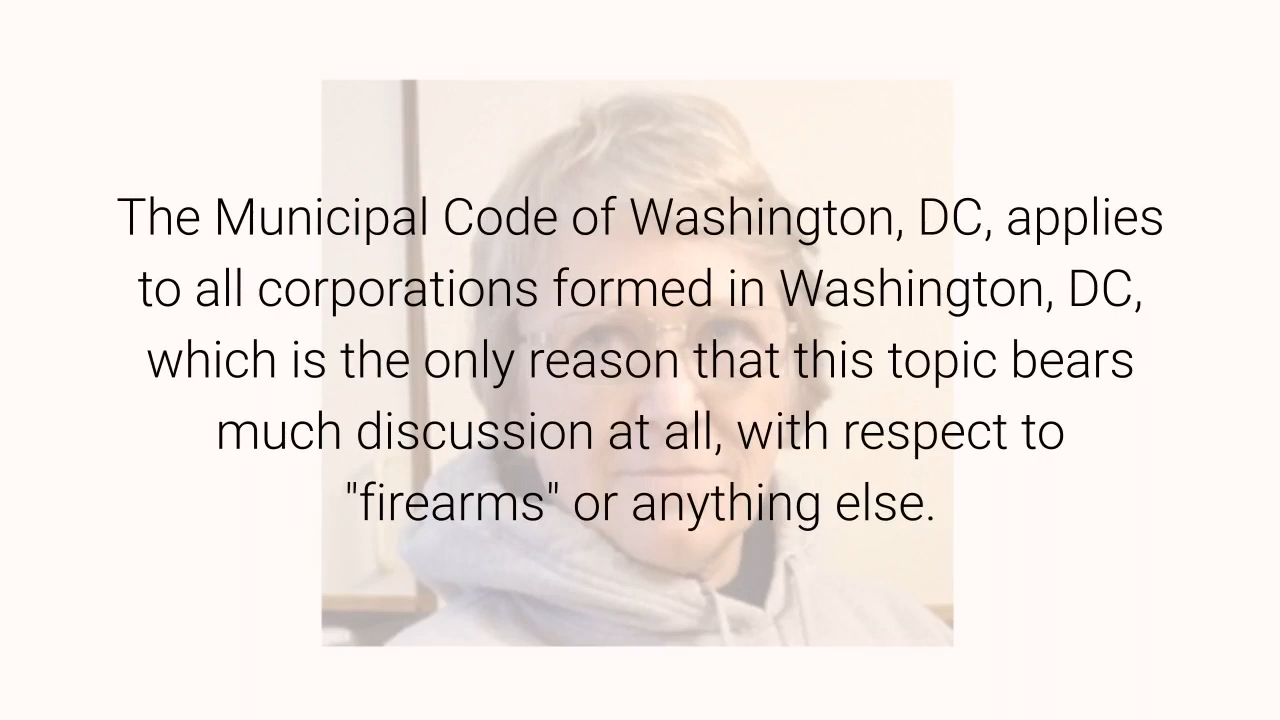 The Municipal Code of Washington, DC, applies
to all corporations formed in Washington, DC,
which is the only reason that this topic bears
much discussion at all, with respect to
"firearms" or anything else.